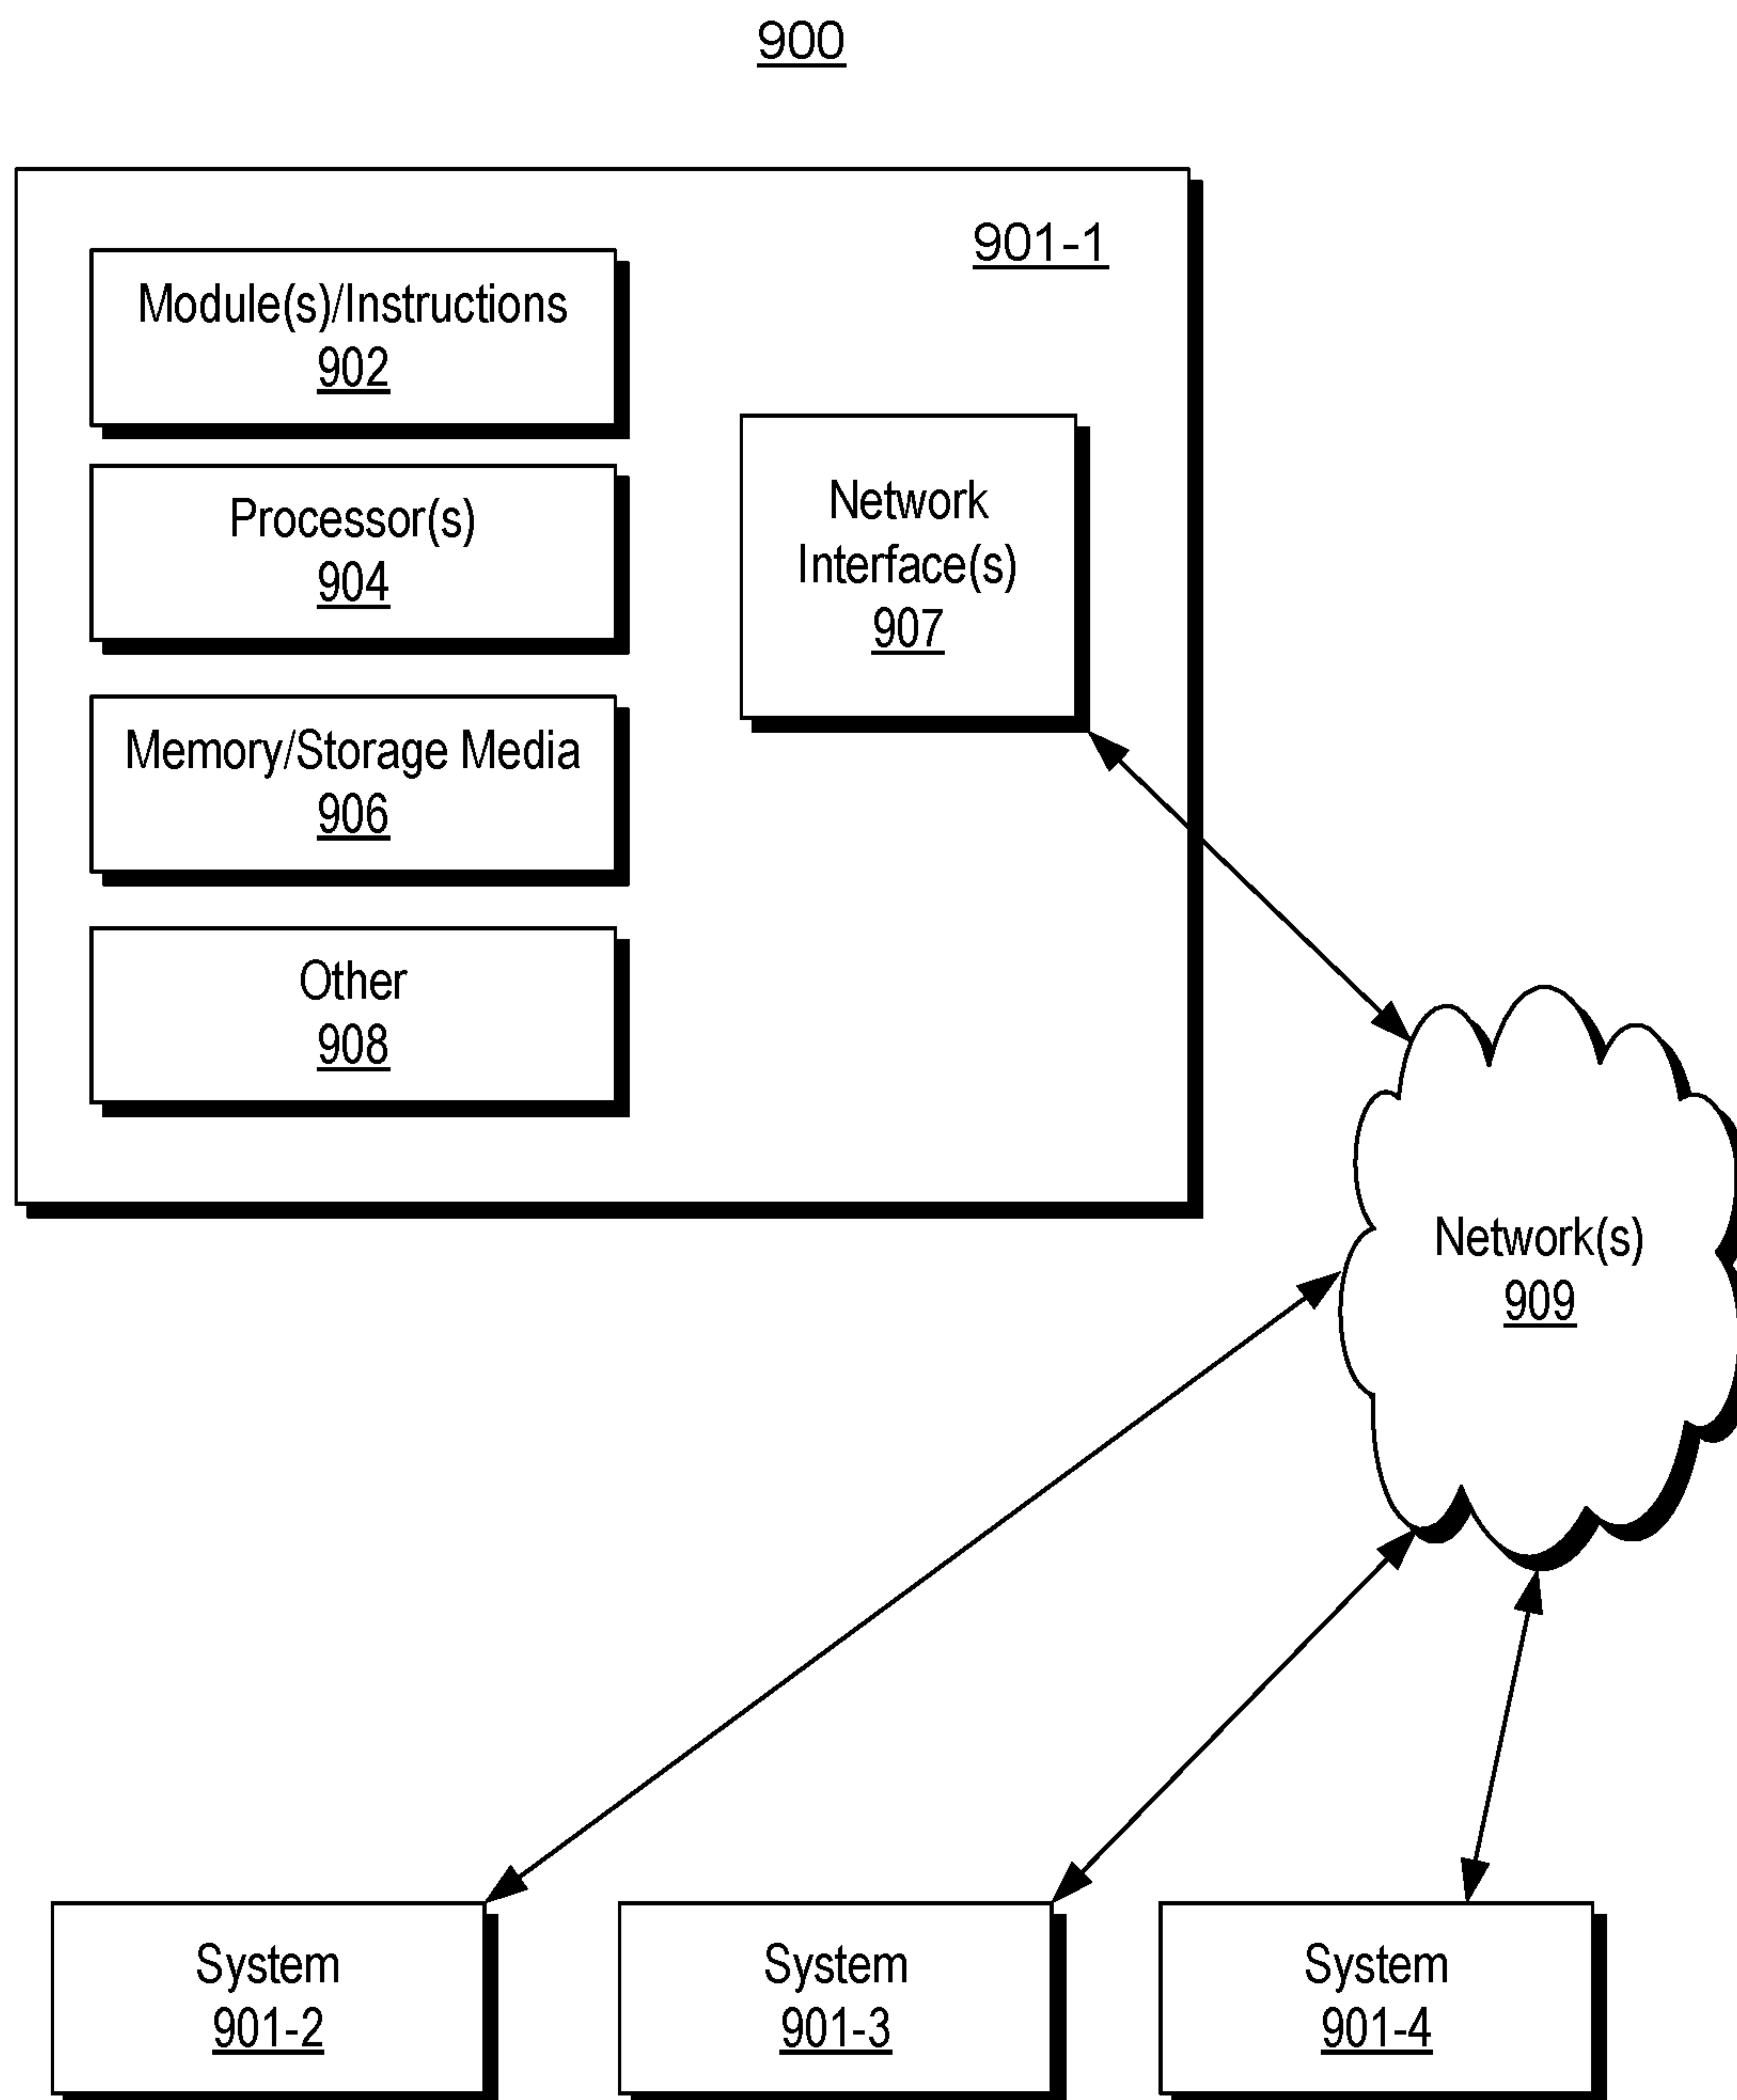 900
901-1
Module(s)/Instructions
902
Processor(s)
904
Memory/Storage Media
906
Other
908
Network
Interface(s)
907
Network(s)
909
System
901-2
System
901-3
System
901-4